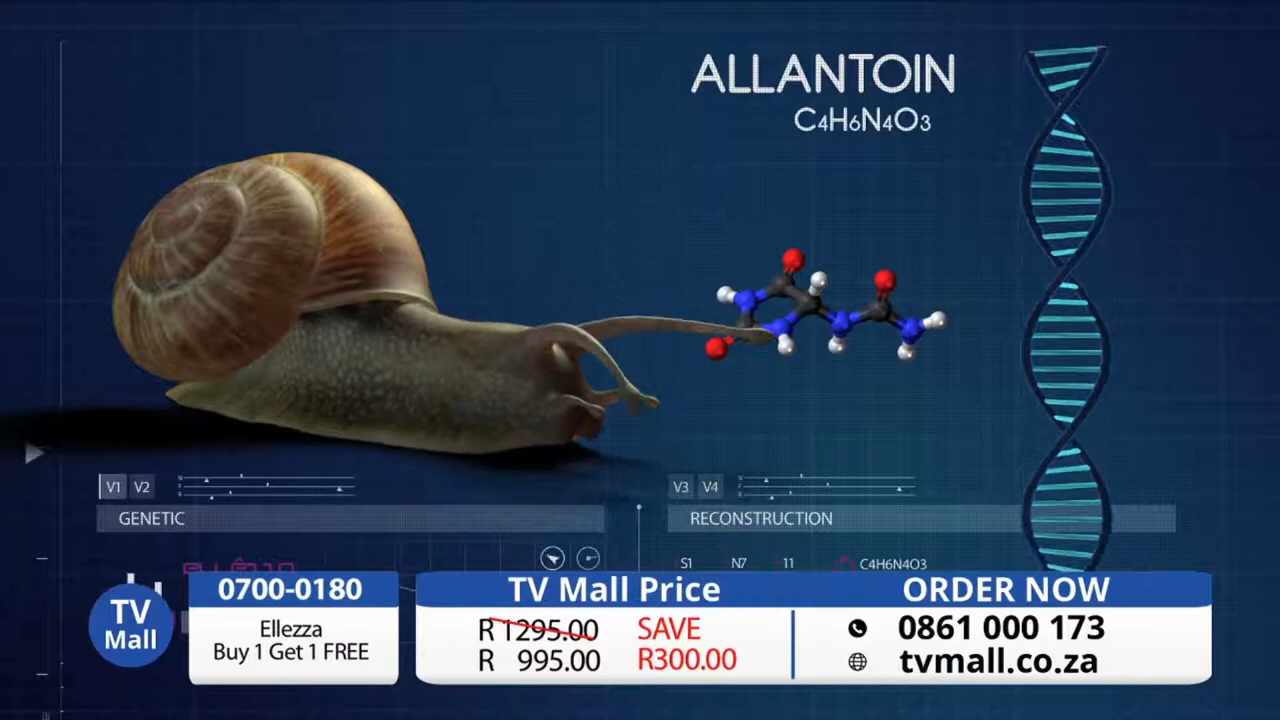 ALLANTOIN
C4H6N4O3
V1 V2
V3 V4
GENETIC
RECONSTRUCTION
S1 N7 11 C4H6N4O3
TV
Mall
0700-0180
Ellezza
Buy 1 Get 1 FREE
TV Mall Price
R 1295.00 SAVE
R 995.00 R300.00
ORDER NOW
0861 000 173
tvmall.co.za